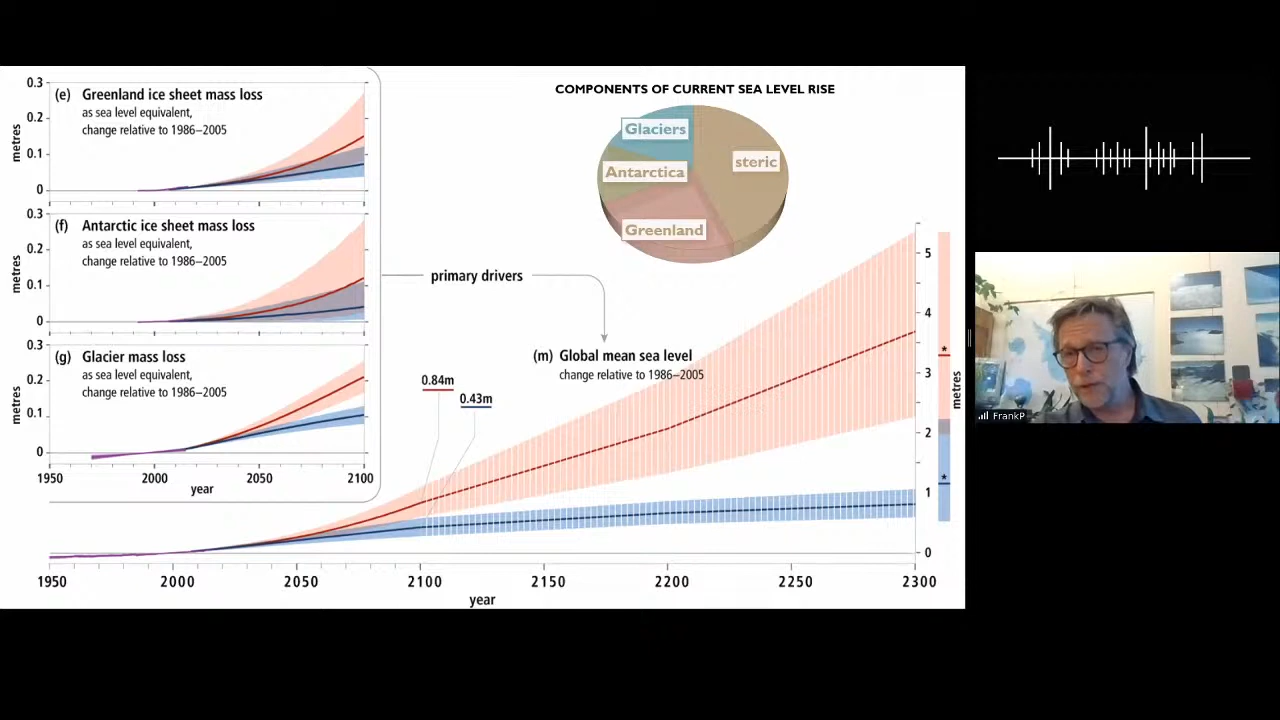 COMPONENTS OF CURRENT SEA LEVEL RISE
Glaciers
steric
Antarctica
Greenland
0.3
0.2
0.1
0
metres
(e) Greenland ice sheet mass loss
as sea level equivalent,
change relative to 1986–2005
0.3
0.2
0.1
0
metres
(f) Antarctic ice sheet mass loss
as sea level equivalent,
change relative to 1986–2005
0.3
0.2
0.1
0
metres
(g) Glacier mass loss
as sea level equivalent,
change relative to 1986–2005
1950 2000 2050 2100
year
primary drivers
(m) Global mean sea level
change relative to 1986–2005
0.84m
0.43m
5
4
3
2
1
0
metres
*
*
1950 2000 2050 2100 2150 2200 2250 2300
year
FrankP